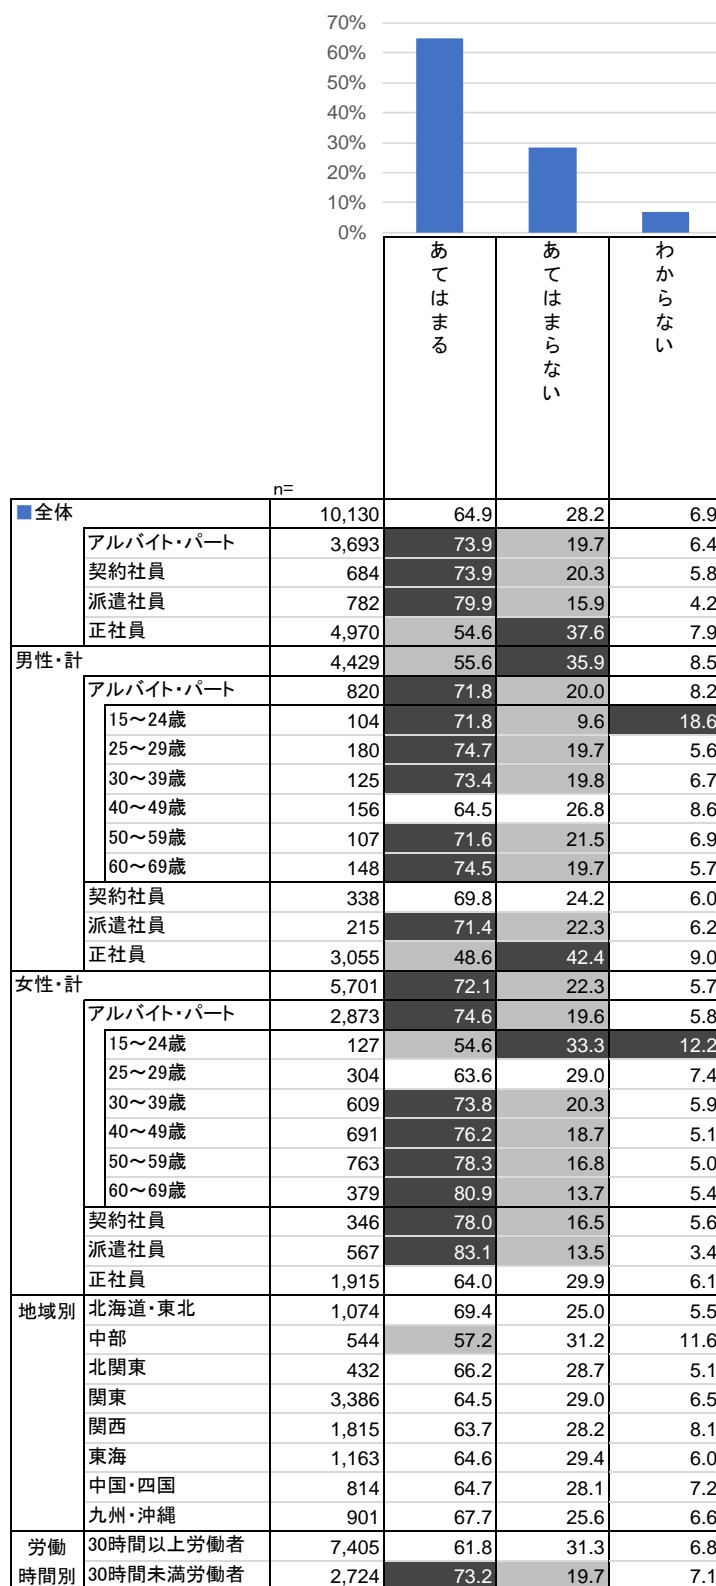 70%
60%
50%
40%
30%
20%
10%
0%
あてはまる
あてはまらない
わからない
n=
■全体 10,130 64.9 28.2 6.9
アルバイト・パート 3,693 73.9 19.7 6.4
契約社員 684 73.9 20.3 5.8
派遣社員 782 79.9 15.9 4.2
正社員 4,970 54.6 37.6 7.9
男性・計 4,429 55.6 35.9 8.5
アルバイト・パート 820 71.8 20.0 8.2
15～24歳 104 71.8 9.6 18.6
25～29歳 180 74.7 19.7 5.6
30～39歳 125 73.4 19.8 6.7
40～49歳 156 64.5 26.8 8.6
50～59歳 107 71.6 21.5 6.9
60～69歳 148 74.5 19.7 5.7
契約社員 338 69.8 24.2 6.0
派遣社員 215 71.4 22.3 6.2
正社員 3,055 48.6 42.4 9.0
女性・計 5,701 72.1 22.3 5.7
アルバイト・パート 2,873 74.6 19.6 5.8
15～24歳 127 54.6 33.3 12.2
25～29歳 304 63.6 29.0 7.4
30～39歳 609 73.8 20.3 5.9
40～49歳 691 76.2 18.7 5.1
50～59歳 763 78.3 16.8 5.0
60～69歳 379 80.9 13.7 5.4
契約社員 346 78.0 16.5 5.6
派遣社員 567 83.1 13.5 3.4
正社員 1,915 64.0 29.9 6.1
地域別 北海道・東北 1,074 69.4 25.0 5.5
中部 544 57.2 31.2 11.6
北関東 432 66.2 28.7 5.1
関東 3,386 64.5 29.0 6.5
関西 1,815 63.7 28.2 8.1
東海 1,163 64.6 29.4 6.0
中国・四国 814 64.7 28.1 7.2
九州・沖縄 901 67.7 25.6 6.6
労働 30時間以上労働者 7,405 61.8 31.3 6.8
時間別 30時間未満労働者 2,724 73.2 19.7 7.1